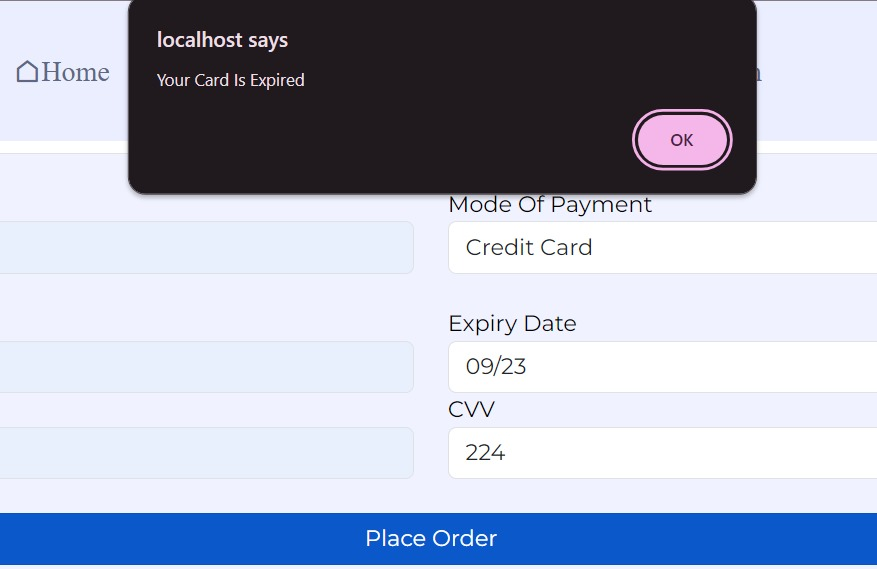 localhost says
Your Card Is Expired
OK
Home
Mode Of Payment
Credit Card
Expiry Date
09/23
CVV
224
Place Order